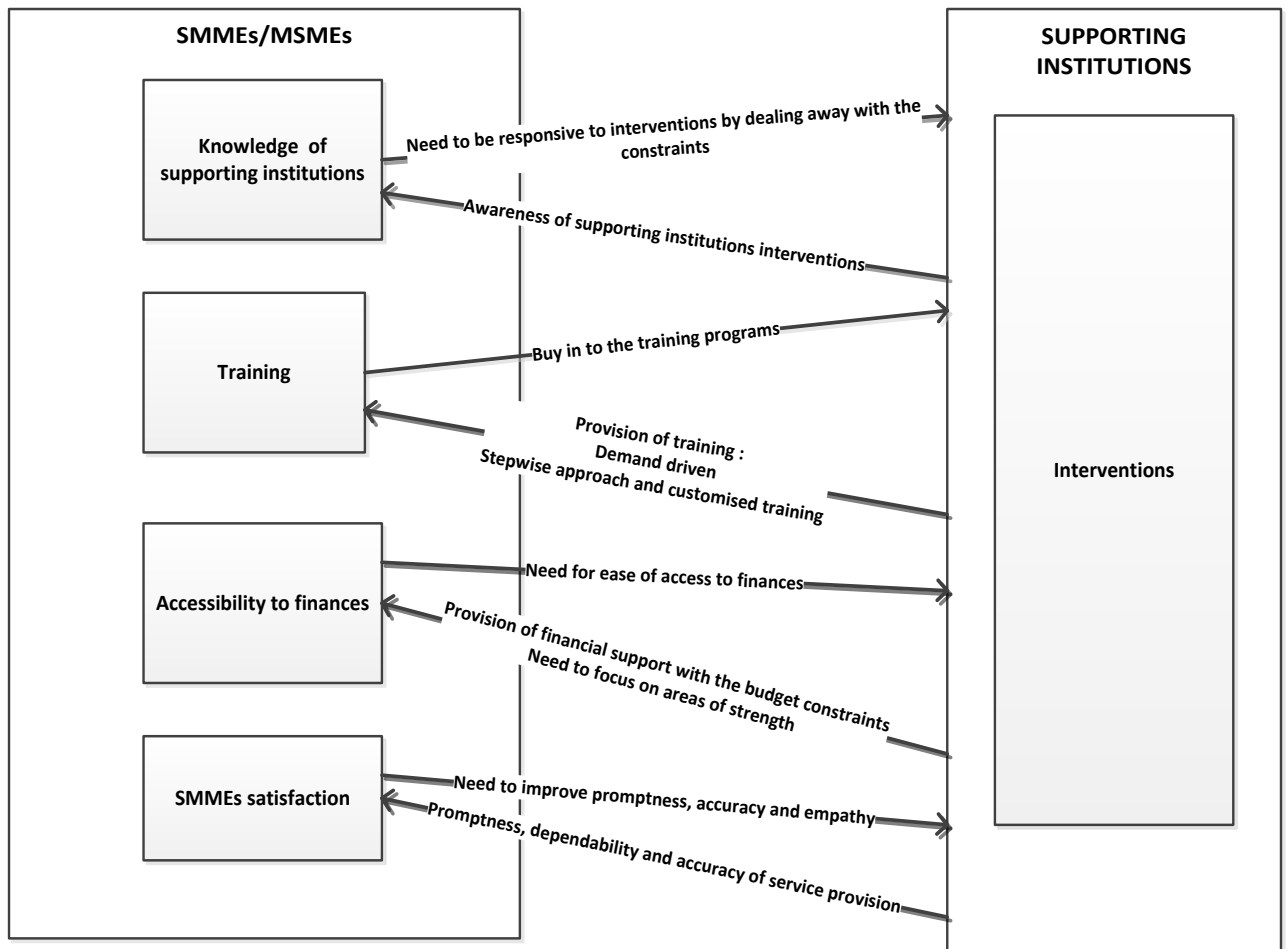 SMMEs/MSMEs
SUPPORTING
INSTITUTIONS
Knowledge of
supporting institutions
Need to be responsive to interventions by dealing away with the
constraints
Awareness of supporting institutions interventions
Training
Buy in to the training programs
Provision of training :
Demand driven
Stepwise approach and customised training
Interventions
Accessibility to finances
Need for ease of access to finances
Provision of financial support with the budget constraints
Need to focus on areas of strength
SMMEs satisfaction
Need to improve promptness, accuracy and empathy
Promptness, dependability and accuracy of service provision